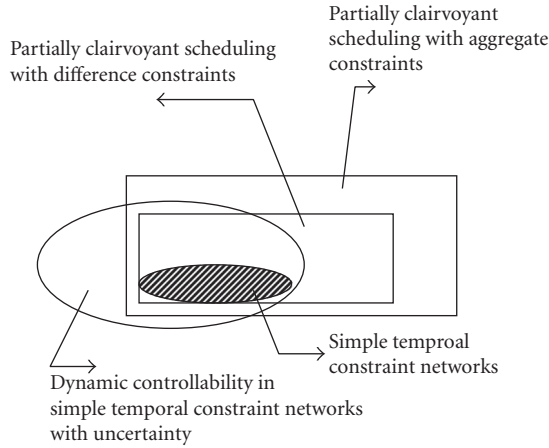 Partially clairvoyant
scheduling with aggregate
constraints
Partially clairvoyant scheduling
with difference constraints
Simple temproal
constraint networks
Dynamic controllability in
simple temporal constraint networks
with uncertainty